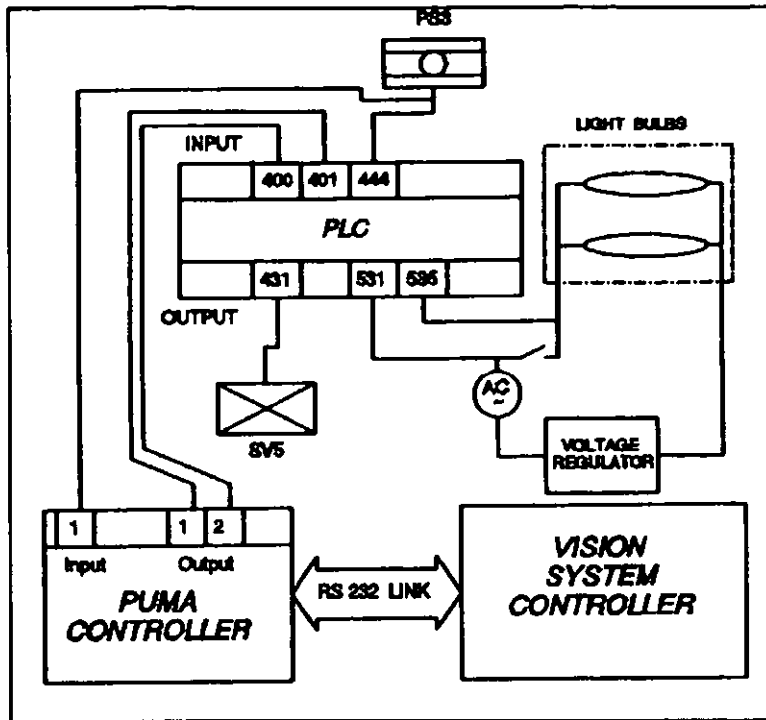 PS3
LIGHT BULBS
INPUT
400 401 444
PLC
431 531 535
OUTPUT
AC
~
SV5
VOLTAGE
REGULATOR
1 1 2
Input Output
PUMA
CONTROLLER
RS 232 LINK
VISION
SYSTEM
CONTROLLER